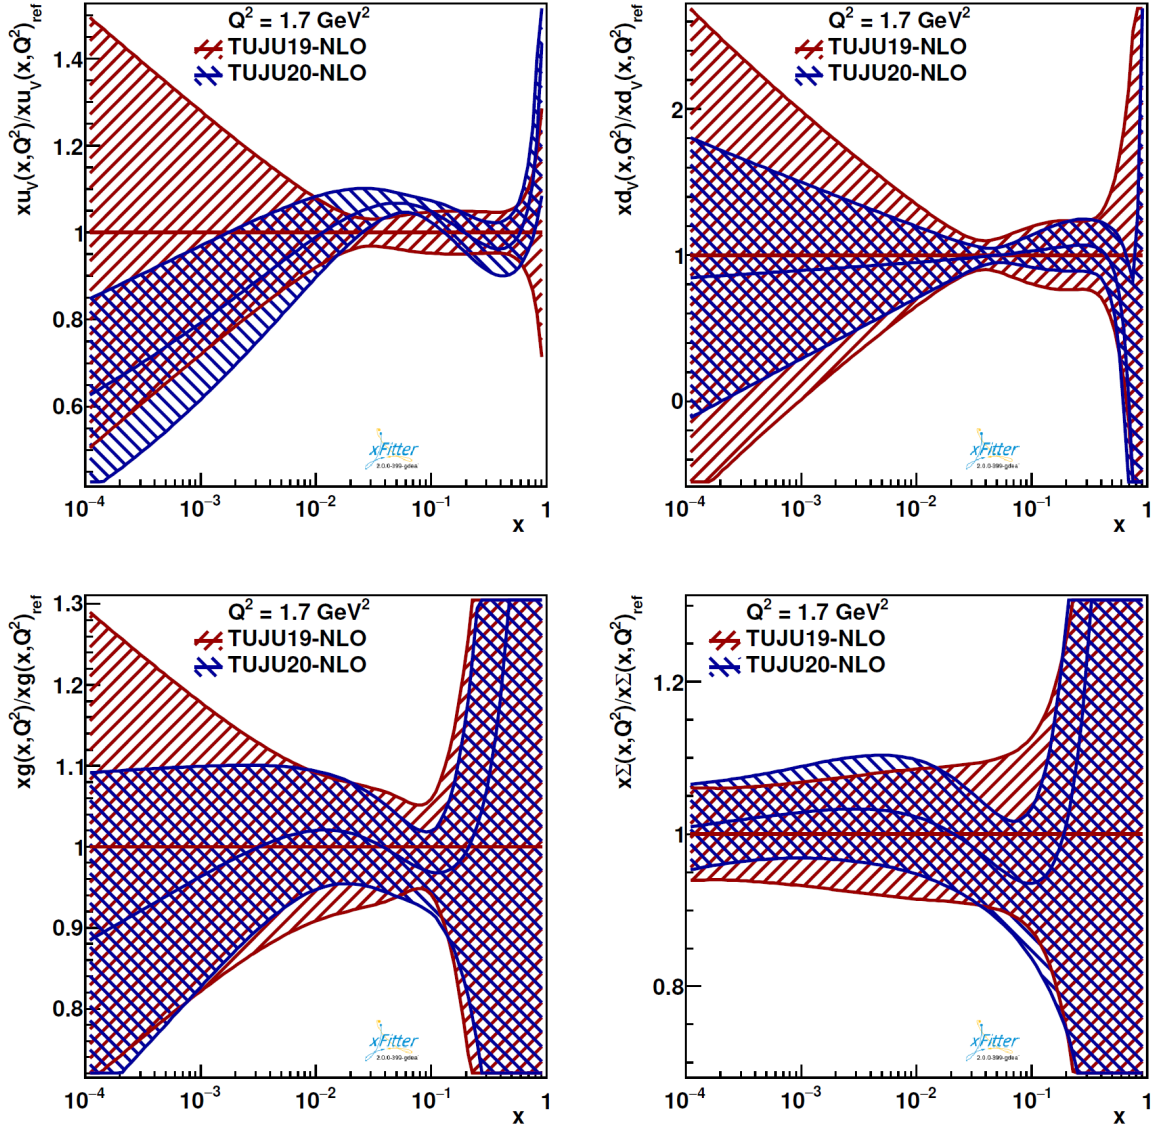 xu_V(x,Q²)/xu_V(x,Q²)_ref
Q² = 1.7 GeV²
TUJU19-NLO
TUJU20-NLO
1.4
1.2
1
0.8
0.6
xFitter
10⁻⁴ 10⁻³ 10⁻² 10⁻¹ 1
x
xd_V(x,Q²)/xd_V(x,Q²)_ref
Q² = 1.7 GeV²
TUJU19-NLO
TUJU20-NLO
2
1
0
xFitter
10⁻⁴ 10⁻³ 10⁻² 10⁻¹ 1
x
xg(x,Q²)/xg(x,Q²)_ref
Q² = 1.7 GeV²
TUJU19-NLO
TUJU20-NLO
1.3
1.2
1.1
1
0.9
0.8
xFitter
10⁻⁴ 10⁻³ 10⁻² 10⁻¹ 1
x
xΣ(x,Q²)/xΣ(x,Q²)_ref
Q² = 1.7 GeV²
TUJU19-NLO
TUJU20-NLO
1.2
1
0.8
xFitter
10⁻⁴ 10⁻³ 10⁻² 10⁻¹ 1
x